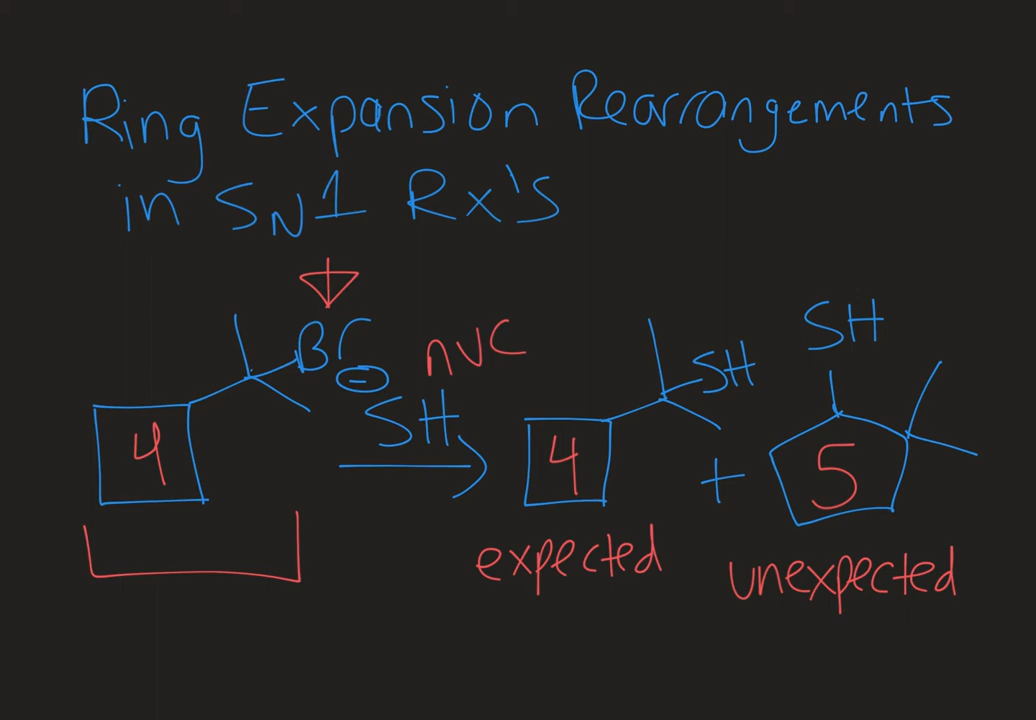 Ring Expansion Rearrangements
in SN1 Rx's
Br
nuc
⊖
SH
4
4
SH
+
SH
5
expected
unexpected